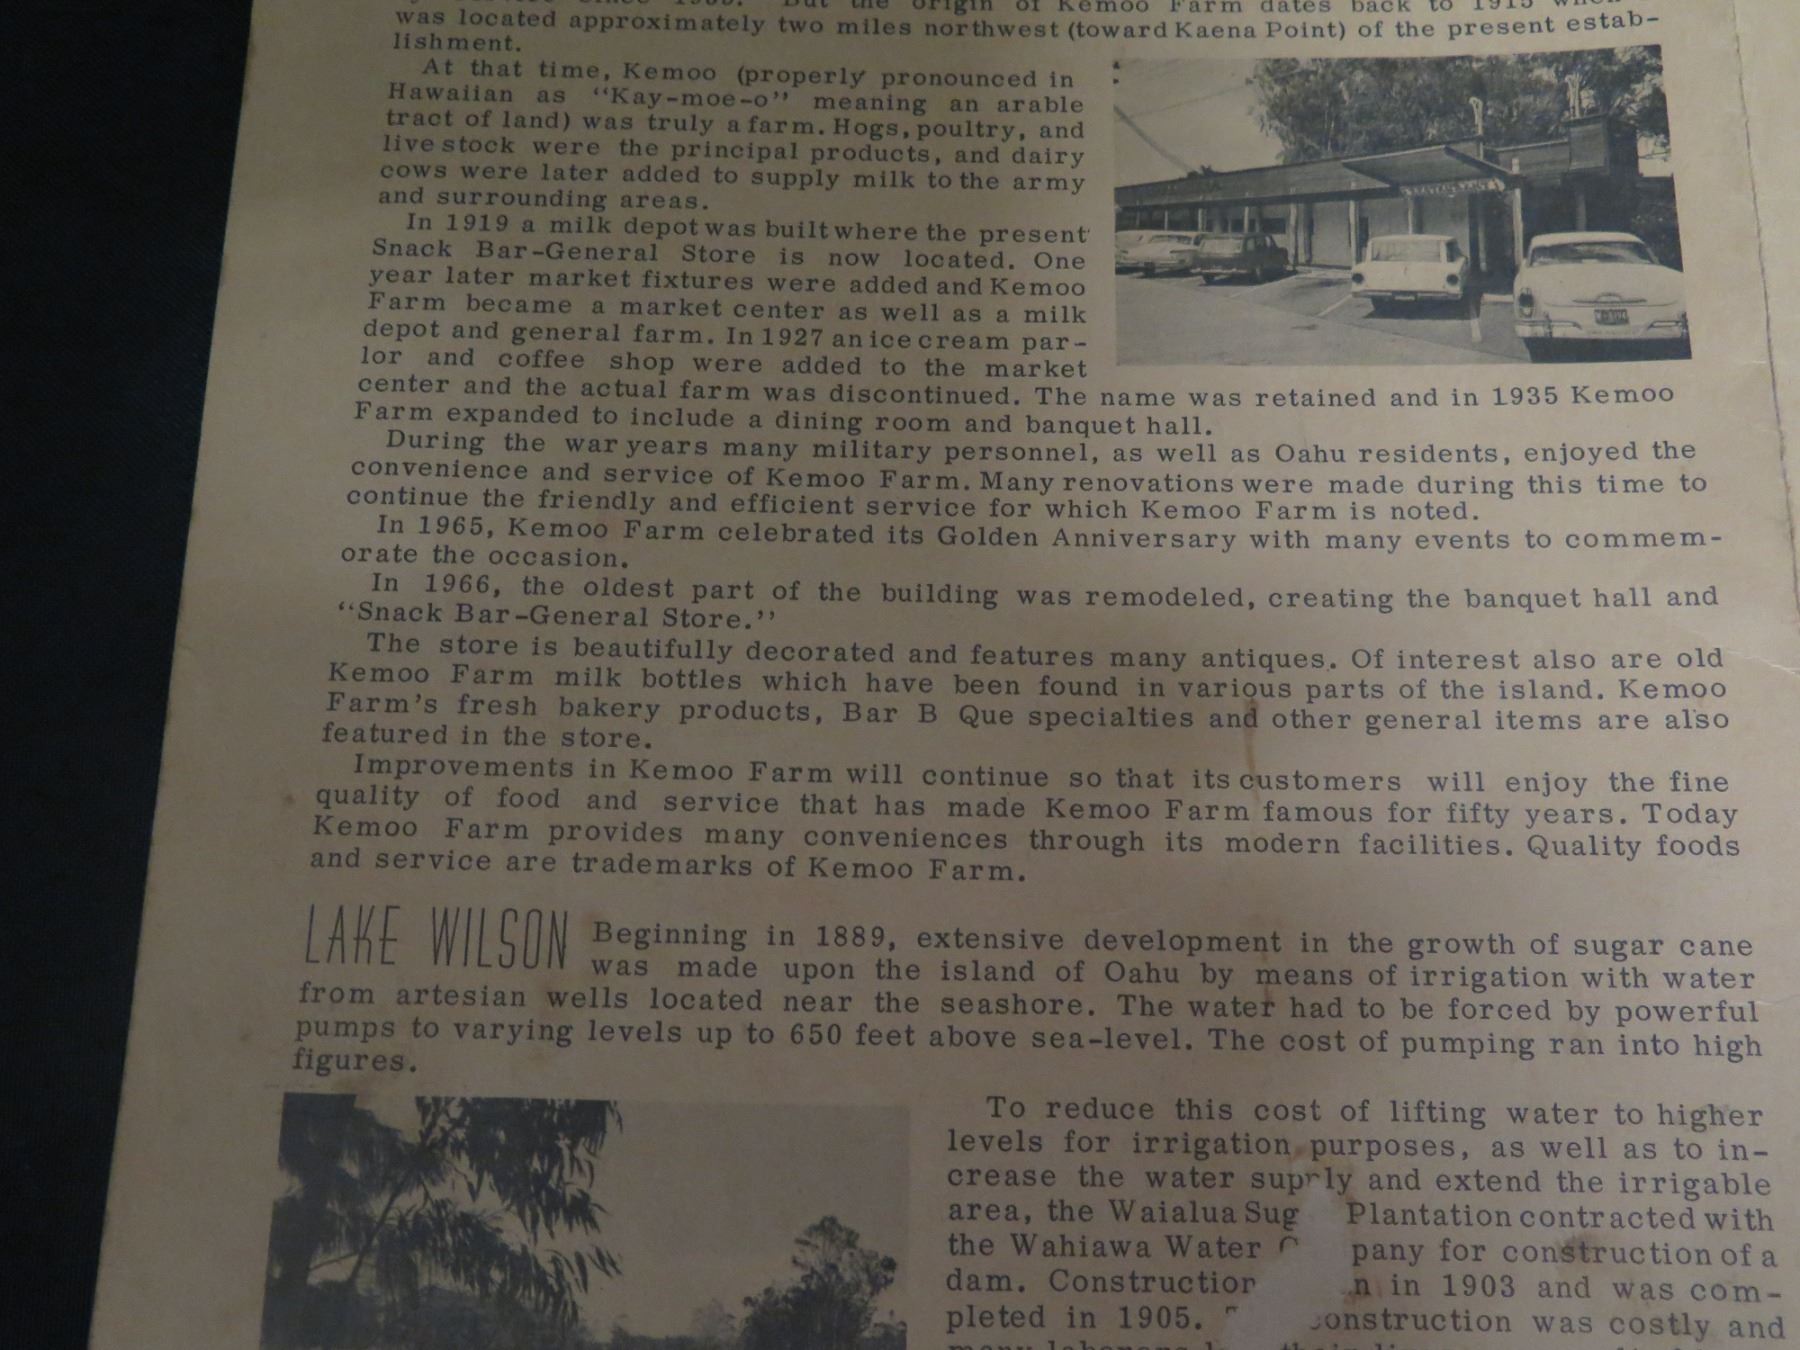 Service Since 1935. But the origin of Kemoo Farm dates back to 1915 when
was located approximately two miles northwest (toward Kaena Point) of the present estab-
lishment.
At that time, Kemoo (properly pronounced in
Hawaiian as "Kay-moe-o" meaning an arable
tract of land) was truly a farm. Hogs, poultry, and
live stock were the principal products, and dairy
cows were later added to supply milk to the army
and surrounding areas.
In 1919 a milk depot was built where the present
Snack Bar-General Store is now located. One
year later market fixtures were added and Kemoo
Farm became a market center as well as a milk
depot and general farm. In 1927 an ice cream par-
lor and coffee shop were added to the market
center and the actual farm was discontinued. The name was retained and in 1935 Kemoo
Farm expanded to include a dining room and banquet hall.
During the war years many military personnel, as well as Oahu residents, enjoyed the
convenience and service of Kemoo Farm. Many renovations were made during this time to
continue the friendly and efficient service for which Kemoo Farm is noted.
In 1965, Kemoo Farm celebrated its Golden Anniversary with many events to commem-
orate the occasion.
In 1966, the oldest part of the building was remodeled, creating the banquet hall and
"Snack Bar-General Store."
The store is beautifully decorated and features many antiques. Of interest also are old
Kemoo Farm milk bottles which have been found in various parts of the island. Kemoo
Farm's fresh bakery products, Bar B Que specialties and other general items are also
featured in the store.
Improvements in Kemoo Farm will continue so that its customers will enjoy the fine
quality of food and service that has made Kemoo Farm famous for fifty years. Today
Kemoo Farm provides many conveniences through its modern facilities. Quality foods
and service are trademarks of Kemoo Farm.
RESTAURANT
LAKE WILSON Beginning in 1889, extensive development in the growth of sugar cane
was made upon the island of Oahu by means of irrigation with water
from artesian wells located near the seashore. The water had to be forced by powerful
pumps to varying levels up to 650 feet above sea-level. The cost of pumping ran into high
figures.
To reduce this cost of lifting water to higher
levels for irrigation purposes, as well as to in-
crease the water supply and extend the irrigable
area, the Waialua Sug Plantation contracted with
the Wahiawa Water C pany for construction of a
dam. Construction n in 1903 and was com-
pleted in 1905. construction was costly and
many laborers